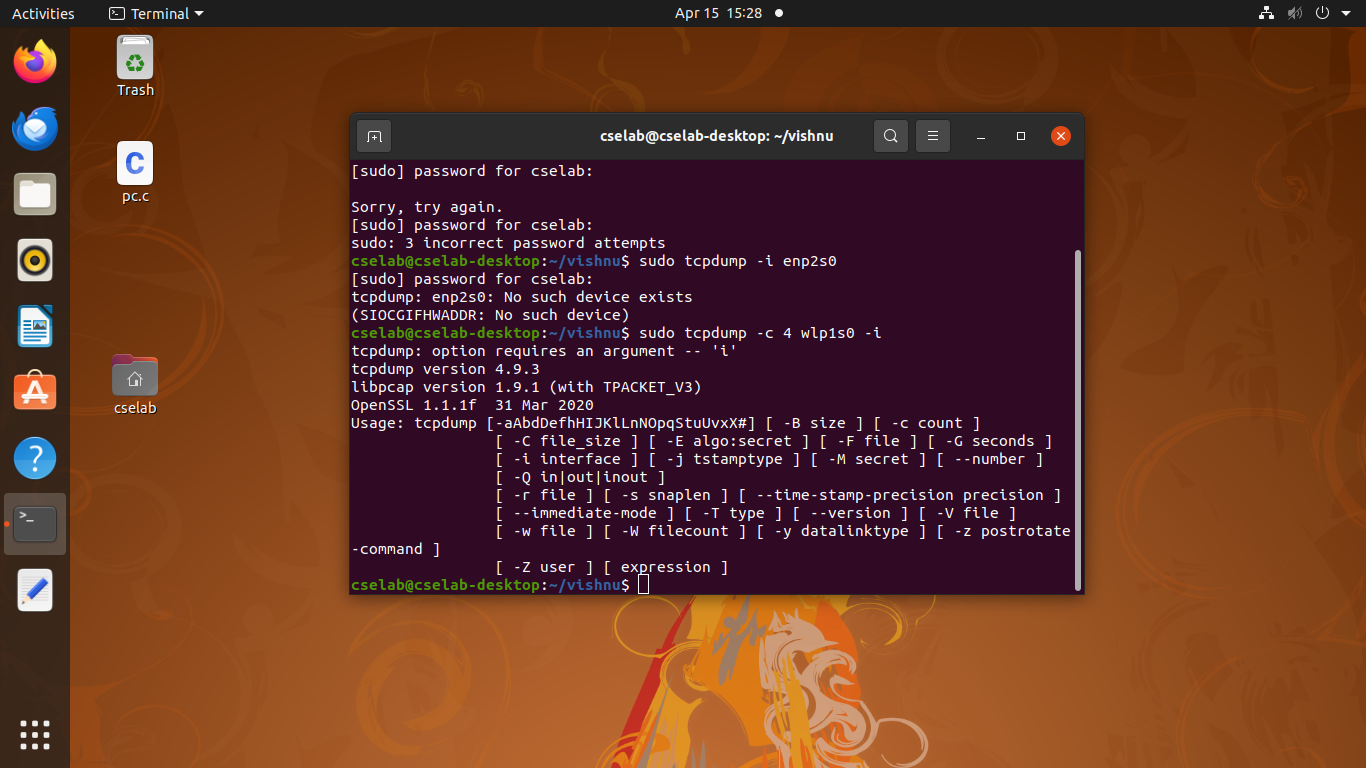 Activities
Terminal
Apr 15 15:28
Trash
C
pc.c
cselab
cselab@cselab-desktop: ~/vishnu
[sudo] password for cselab:
Sorry, try again.
[sudo] password for cselab:
sudo: 3 incorrect password attempts
cselab@cselab-desktop:~/vishnu$ sudo tcpdump -i enp2s0
[sudo] password for cselab:
tcpdump: enp2s0: No such device exists
(SIOCGIFHWADDR: No such device)
cselab@cselab-desktop:~/vishnu$ sudo tcpdump -c 4 wlp1s0 -i
tcpdump: option requires an argument -- 'i'
tcpdump version 4.9.3
libpcap version 1.9.1 (with TPACKET_V3)
OpenSSL 1.1.1f  31 Mar 2020
Usage: tcpdump [-aAbdDefhHIJKlLnNOpqStuUvxX#] [ -B size ] [ -c count ]
[ -C file_size ] [ -E algo:secret ] [ -F file ] [ -G seconds ]
[ -i interface ] [ -j tstamptype ] [ -M secret ] [ --number ]
[ -Q in|out|inout ]
[ -r file ] [ -s snaplen ] [ --time-stamp-precision precision ]
[ --immediate-mode ] [ -T type ] [ --version ] [ -V file ]
[ -w file ] [ -W filecount ] [ -y datalinktype ] [ -z postrotate
-command ]
[ -Z user ] [ expression ]
cselab@cselab-desktop:~/vishnu$